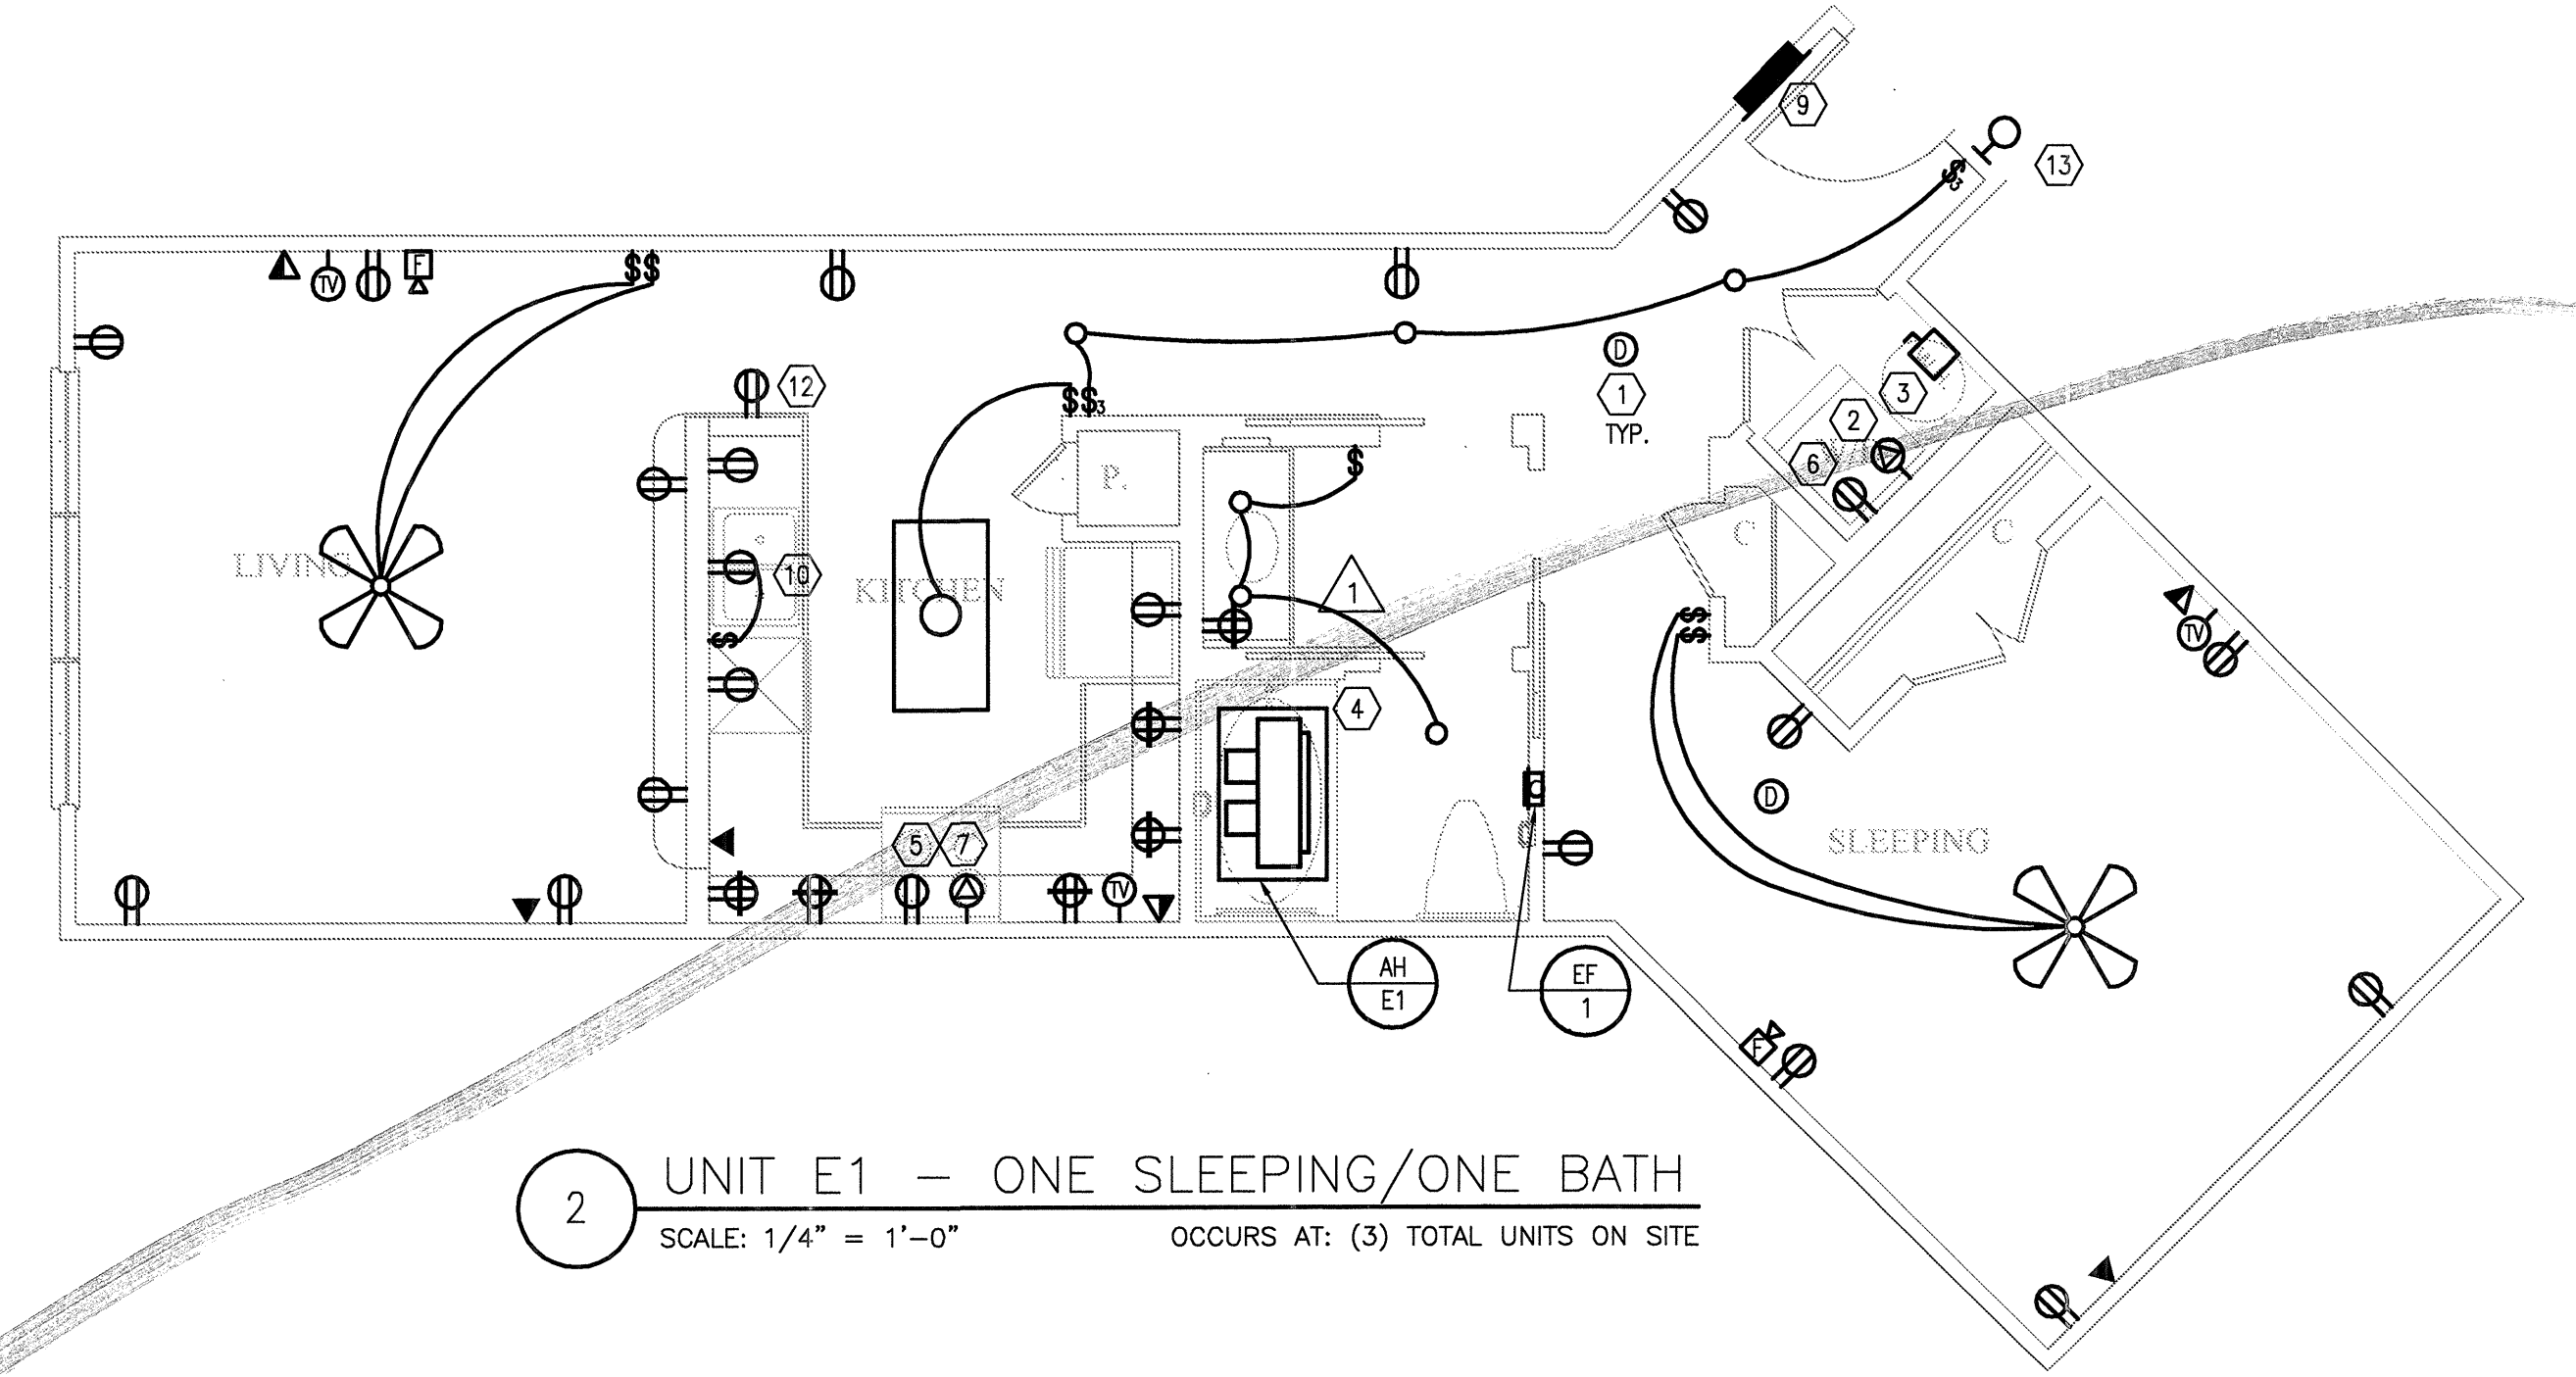 9
13
$3
F
TV
$$
D
12
1
TYP.
3
$$3
2
6
P.
$
C
C
LIVING
10
KITCHEN
1
$
$
$
TV
4
D
SLEEPING
5
7
TV
AH
E1
EF
1
F
2
UNIT E1 - ONE SLEEPING/ONE BATH
SCALE: 1/4" = 1'-0"
OCCURS AT: (3) TOTAL UNITS ON SITE